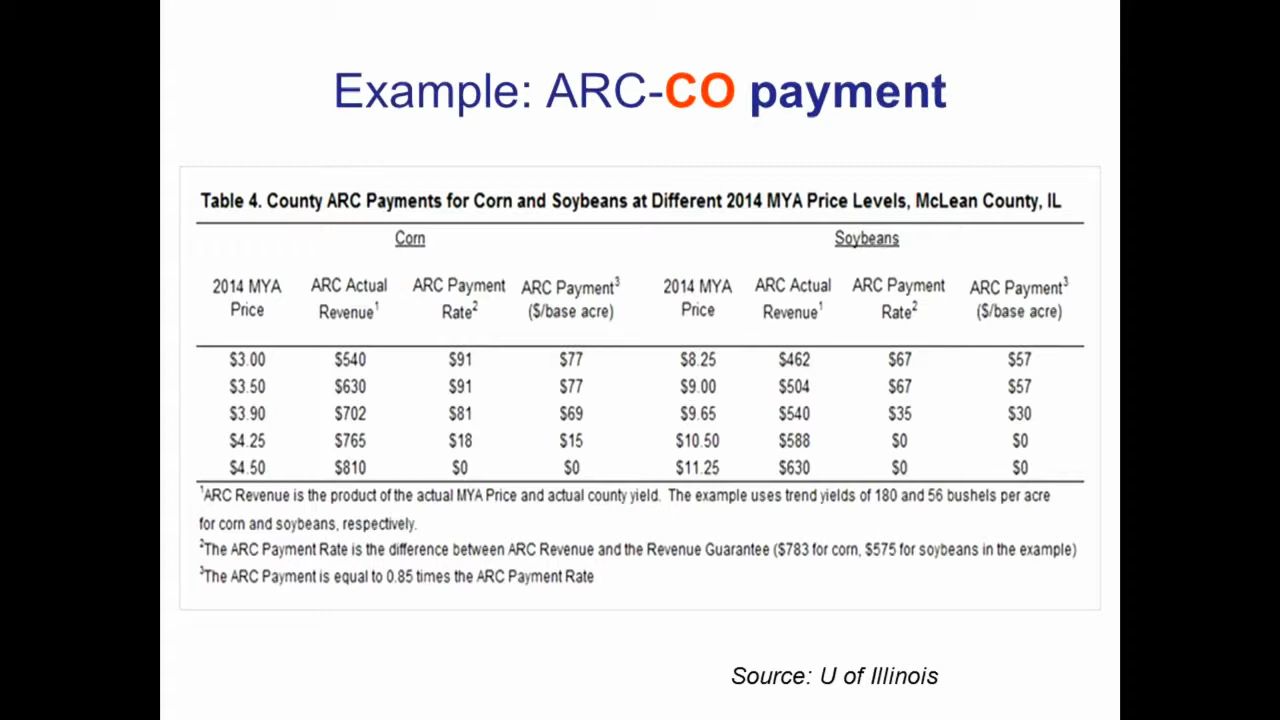 Example: ARC-CO payment
Table 4. County ARC Payments for Corn and Soybeans at Different 2014 MYA Price Levels, McLean County, IL
Corn Soybeans
2014 MYA ARC Actual ARC Payment ARC Payment³ 2014 MYA ARC Actual ARC Payment ARC Payment³
Price Revenue¹ Rate² ($/base acre) Price Revenue¹ Rate² ($/base acre)
$3.00 $540 $91 $77 $8.25 $462 $67 $57
$3.50 $630 $91 $77 $9.00 $504 $67 $57
$3.90 $702 $81 $69 $9.65 $540 $35 $30
$4.25 $765 $18 $15 $10.50 $588 $0 $0
$4.50 $810 $0 $0 $11.25 $630 $0 $0
¹ARC Revenue is the product of the actual MYA Price and actual county yield. The example uses trend yields of 180 and 56 bushels per acre
for corn and soybeans, respectively.
²The ARC Payment Rate is the difference between ARC Revenue and the Revenue Guarantee ($783 for corn, $575 for soybeans in the example)
³The ARC Payment is equal to 0.85 times the ARC Payment Rate
Source: U of Illinois